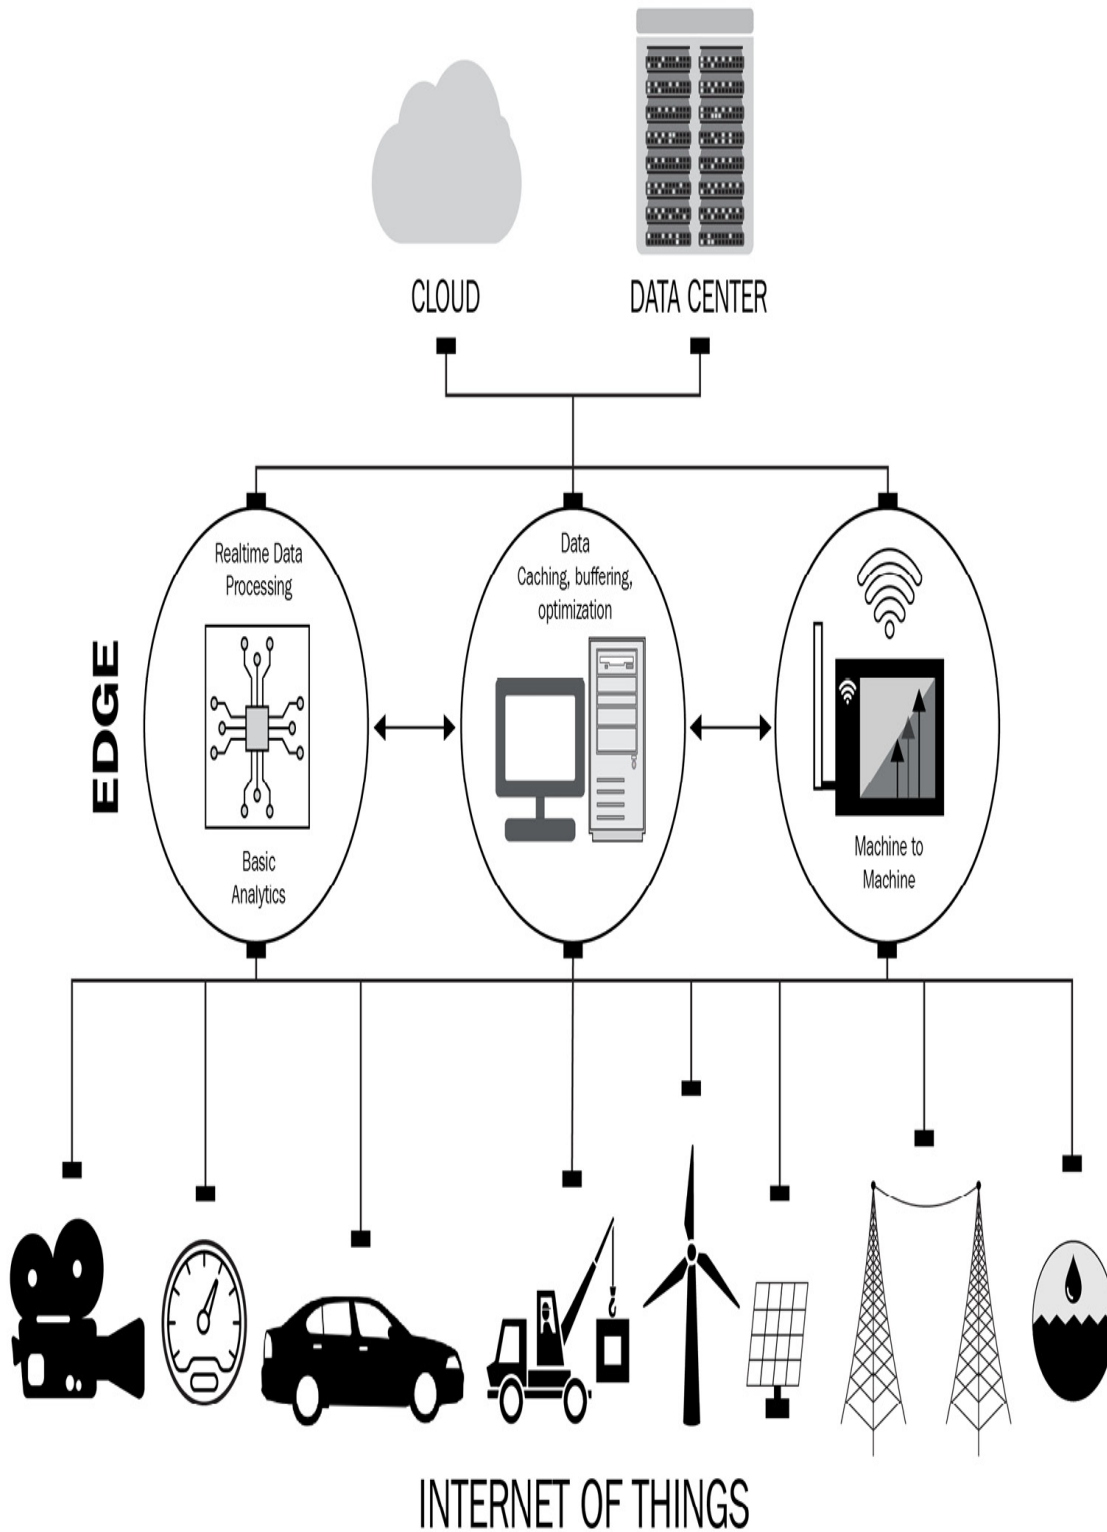 CLOUD
DATA CENTER
EDGE
Realtime Data
Processing
Basic
Analytics
Data
Caching, buffering,
optimization
Machine to
Machine
INTERNET OF THINGS